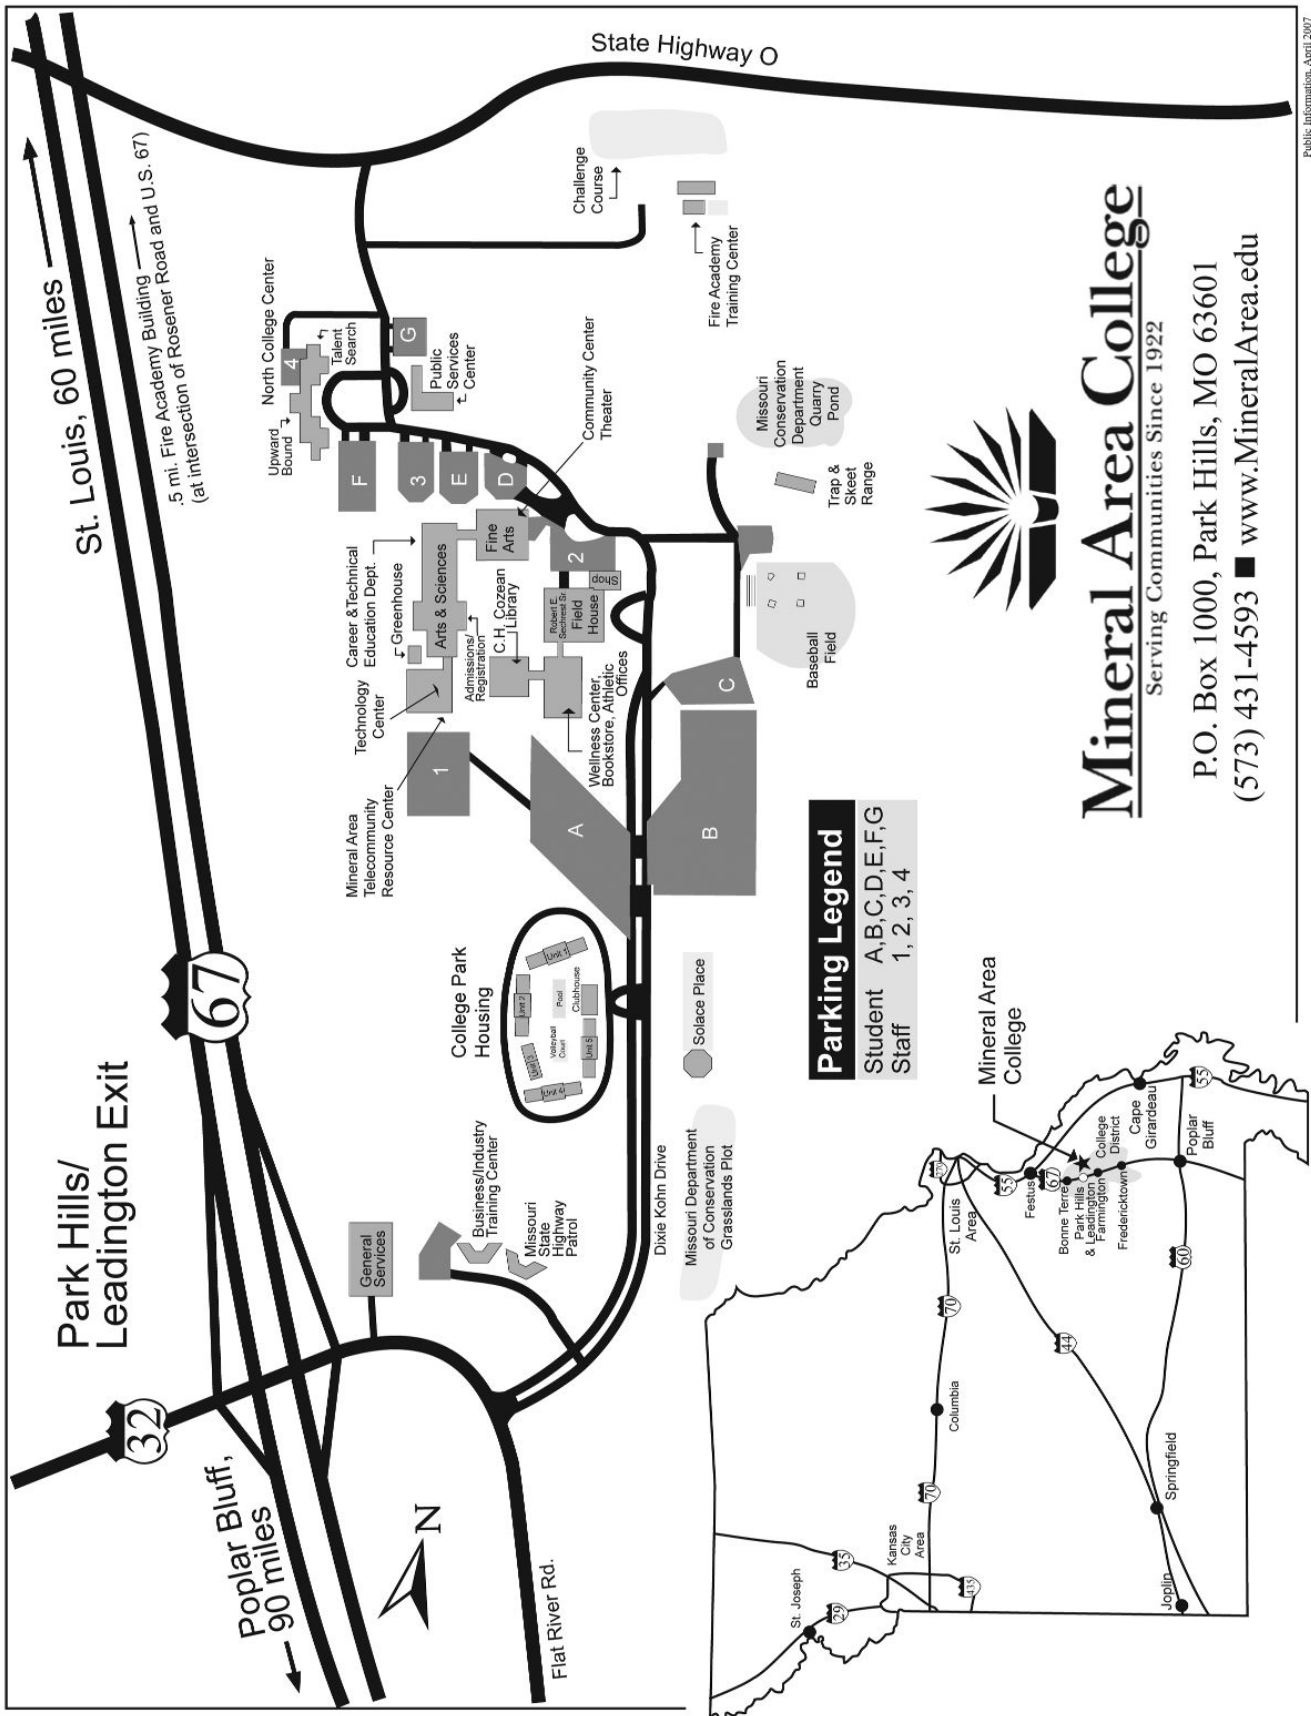 Park Hills/
Leadington Exit
32
67
St. Louis, 60 miles
.5 mi. Fire Academy Building
(at intersection of Rosener Road and U.S. 67)
Poplar Bluff,
90 miles
N
Flat River Rd.
State Highway O
General
Services
Business/Industry
Training Center
Missouri
State
Highway
Patrol
Dixie Kohn Drive
College Park
Housing
Unit 1
Unit 2
Unit 3
Unit 4
Unit 5
Pool
Volleyball
Court
Clubhouse
Missouri Department
of Conservation
Grasslands Plot
Solace Place
Mineral Area
Telecommunity
Resource Center
Technology
Center
Career & Technical
Education Dept.
Greenhouse
Arts & Sciences
Admissions/
Registration
C.H. Cozean
Library
Fine
Arts
Robert E.
Sechrest Sr.
Field
House
Shop
Wellness Center,
Bookstore, Athletic
Offices
Community Center
Theater
1
2
3
4
A
B
C
D
E
F
G
North College Center
Upward
Bound
Talent
Search
Public
Services
Center
Challenge
Course
Fire Academy
Training Center
Missouri
Conservation
Department
Quarry
Pond
Trap &
Skeet
Range
Baseball
Field
Parking Legend
Student A,B,C,D,E,F,G
Staff 1, 2, 3, 4
Mineral Area College
Serving Communities Since 1922
P.O. Box 1000, Park Hills, MO 63601
(573) 431-4593 ■ www.MineralArea.edu
Mineral Area
College
St. Joseph
29
35
Kansas
City
Area
435
70
Columbia
70
St. Louis
Area
270
55
Festus
67
Bonne Terre
Park Hills
& Leadington
Farmington
Fredericktown
College
District
Cape
Girardeau
55
Poplar
Bluff
60
44
Springfield
Joplin
Public Information, April 2007